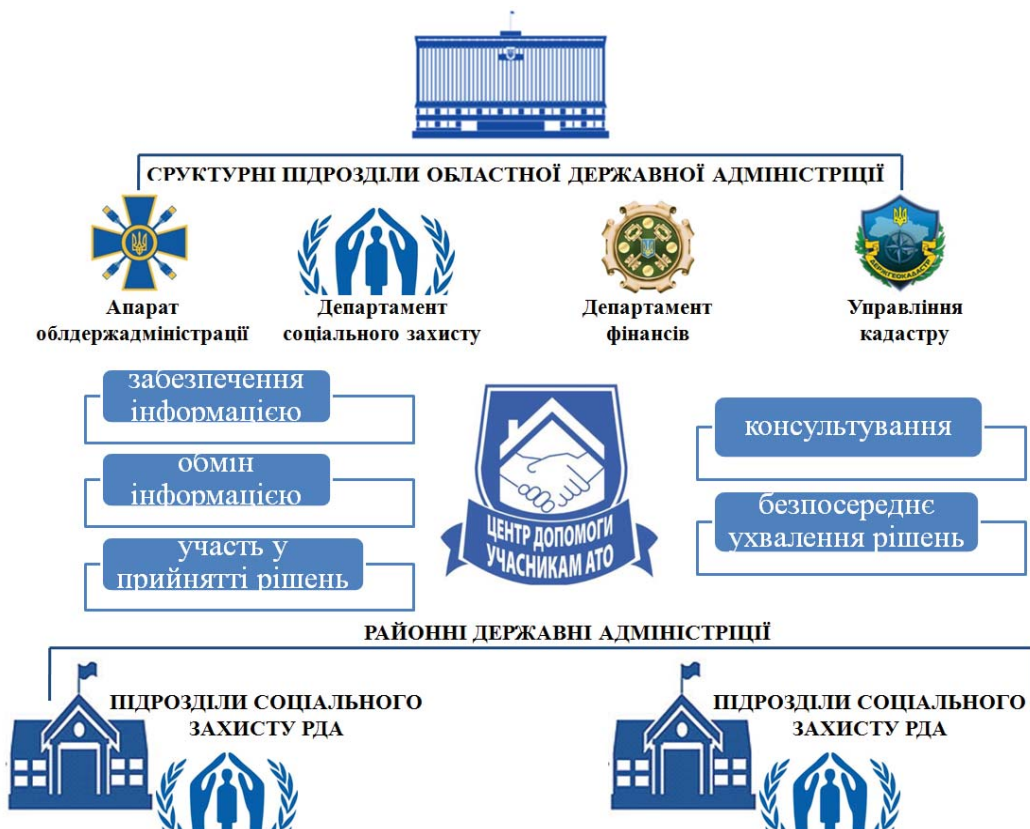 СРУКТУРНІ ПІДРОЗДІЛИ ОБЛАСТНОЇ ДЕРЖАВНОЇ АДМІНІСТРІЦІЇ
ДЕРЖГЕОКАДАСТР
Апарат
облдержадміністрації
Департамент
соціального захисту
Департамент
фінансів
Управління
кадастру
забезпечення
інформацією
обмін
інформацією
участь у
прийнятті рішень
ЦЕНТР ДОПОМОГИ
УЧАСНИКАМ АТО
консультування
безпосереднє
ухвалення рішень
РАЙОННІ ДЕРЖАВНІ АДМІНІСТРІЦІЇ
ПІДРОЗДІЛИ СОЦІАЛЬНОГО
ЗАХИСТУ РДА
ПІДРОЗДІЛИ СОЦІАЛЬНОГО
ЗАХИСТУ РДА